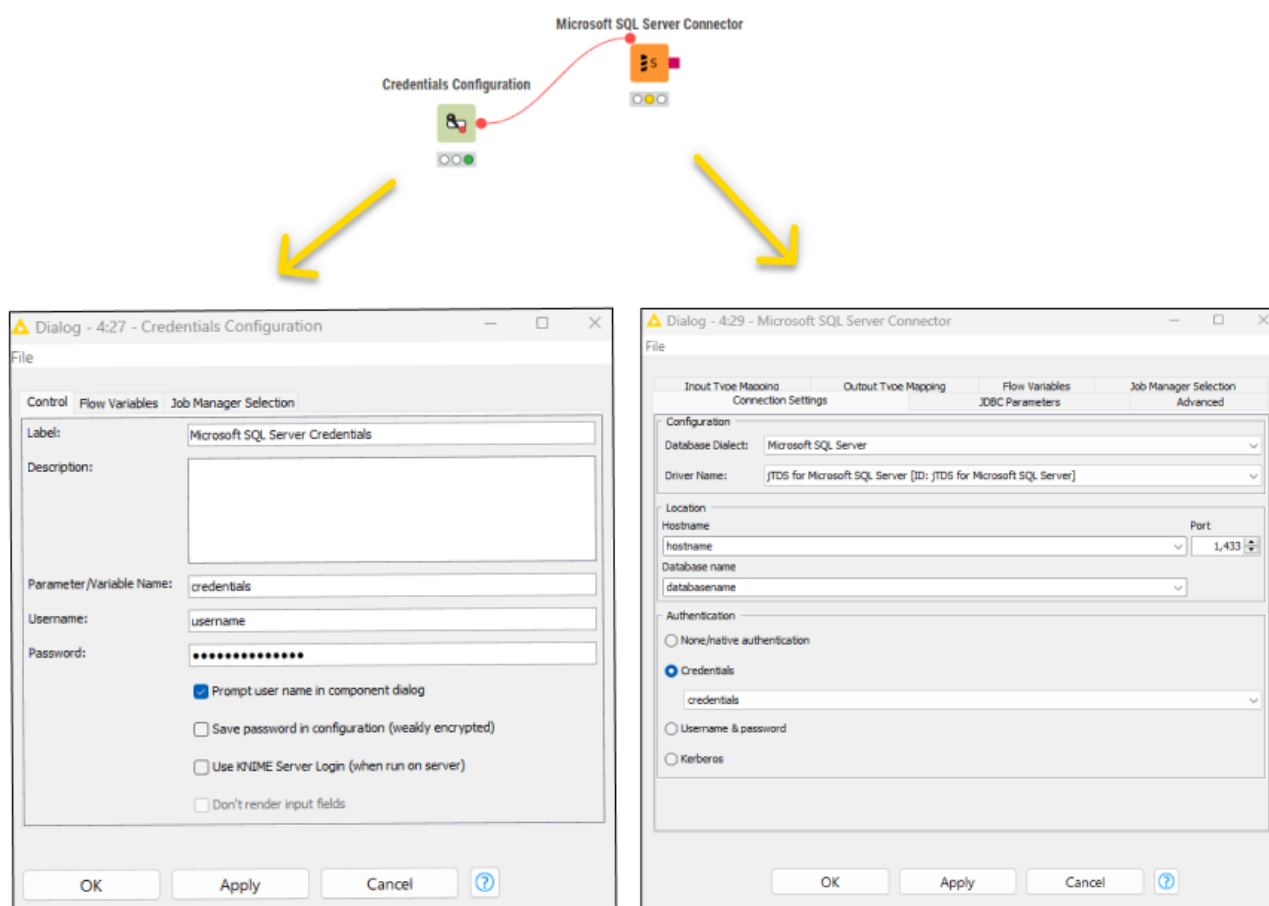 Microsoft SQL Server Connector
S
Credentials Configuration
Dialog - 4:27 - Credentials Configuration
File
Control Flow Variables Job Manager Selection
Label: Microsoft SQL Server Credentials
Description:
Parameter/Variable Name: credentials
Username: username
Password: ••••••••••••••
Prompt user name in component dialog
Save password in configuration (weakly encrypted)
Use KNIME Server Login (when run on server)
Don't render input fields
OK Apply Cancel ?
Dialog - 4:29 - Microsoft SQL Server Connector
File
Input Type Mapping Output Type Mapping Flow Variables Job Manager Selection
Connection Settings JDBC Parameters Advanced
Configuration
Database Dialect: Microsoft SQL Server
Driver Name: jTDS for Microsoft SQL Server [ID: jTDS for Microsoft SQL Server]
Location
Hostname Port
hostname 1,433
Database name
databasename
Authentication
None/native authentication
Credentials
credentials
Username & password
Kerberos
OK Apply Cancel ?